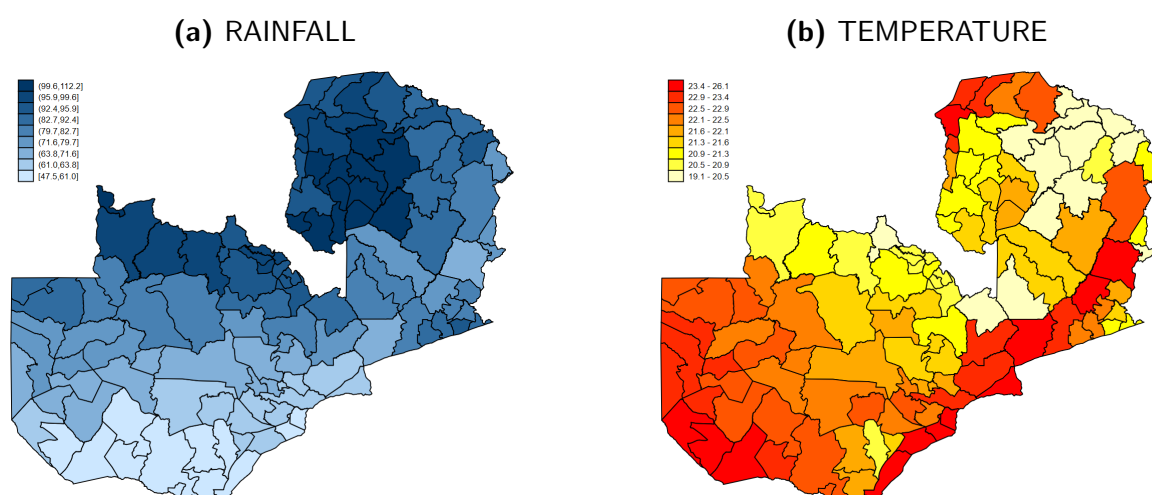 (a) RAINFALL
(99.6,112.2]
(95.9,99.6]
(92.4,95.9]
(82.7,92.4]
(79.7,82.7]
(71.6,79.7]
(63.8,71.6]
(61.0,63.8]
[47.5,61.0]
(b) TEMPERATURE
23.4 - 26.1
22.9 - 23.4
22.5 - 22.9
22.1 - 22.5
21.6 - 22.1
21.3 - 21.6
20.9 - 21.3
20.5 - 20.9
19.1 - 20.5